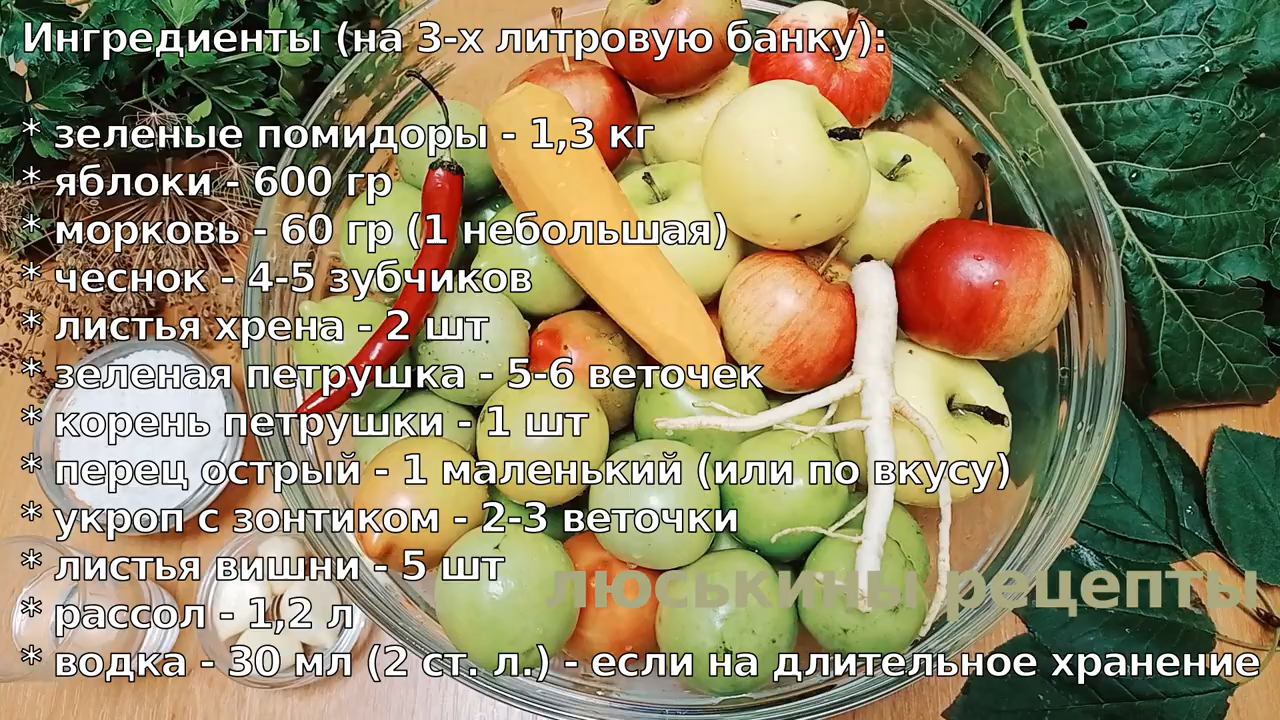 Ингредиенты (на 3-х литровую банку):
* зеленые помидоры - 1,3 кг
* яблоки - 600 гр
* морковь - 60 гр (1 небольшая)
* чеснок - 4-5 зубчиков
* листья хрена - 2 шт
* зеленая петрушка - 5-6 веточек
* корень петрушки - 1 шт
* перец острый - 1 маленький (или по вкусу)
* укроп с зонтиком - 2-3 веточки
* листья вишни - 5 шт
люськины рецепты
* рассол - 1,2 л
* водка - 30 мл (2 ст. л.) - если на длительное хранение